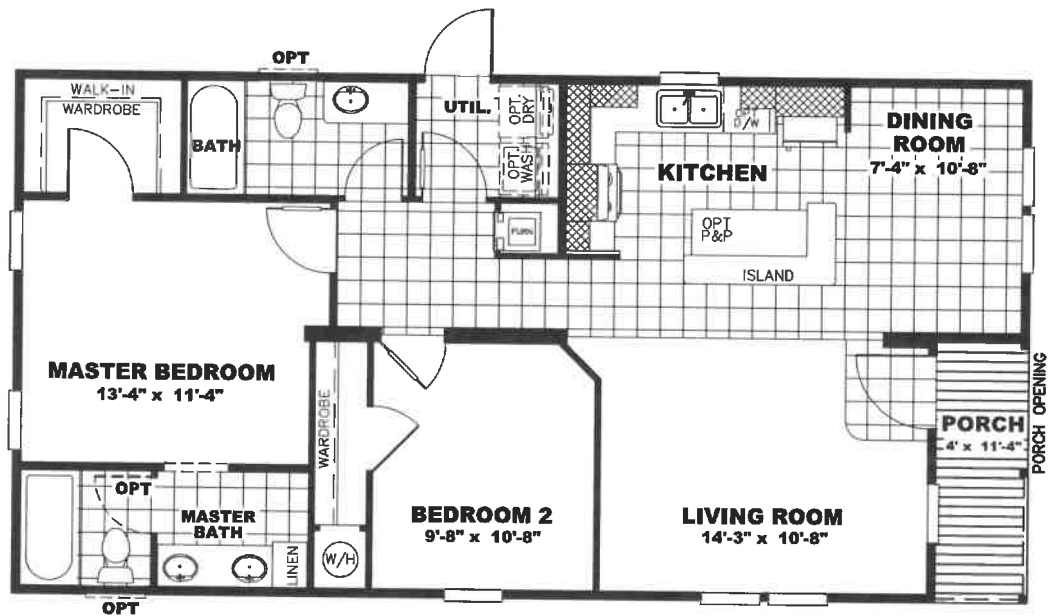 OPT
WALK-IN
WARDROBE
BATH
UTIL.
OPT.
DRY
OPT.
WASH
D/W
KITCHEN
DINING
ROOM
7'-4" x 10'-8"
FURN
OPT
P&P
ISLAND
MASTER BEDROOM
13'-4" x 11'-4"
WARDROBE
PORCH
4' x 11'-4"
PORCH OPENING
OPT
MASTER
BATH
LINEN
W/H
BEDROOM 2
9'-8" x 10'-8"
LIVING ROOM
14'-3" x 10'-8"
OPT